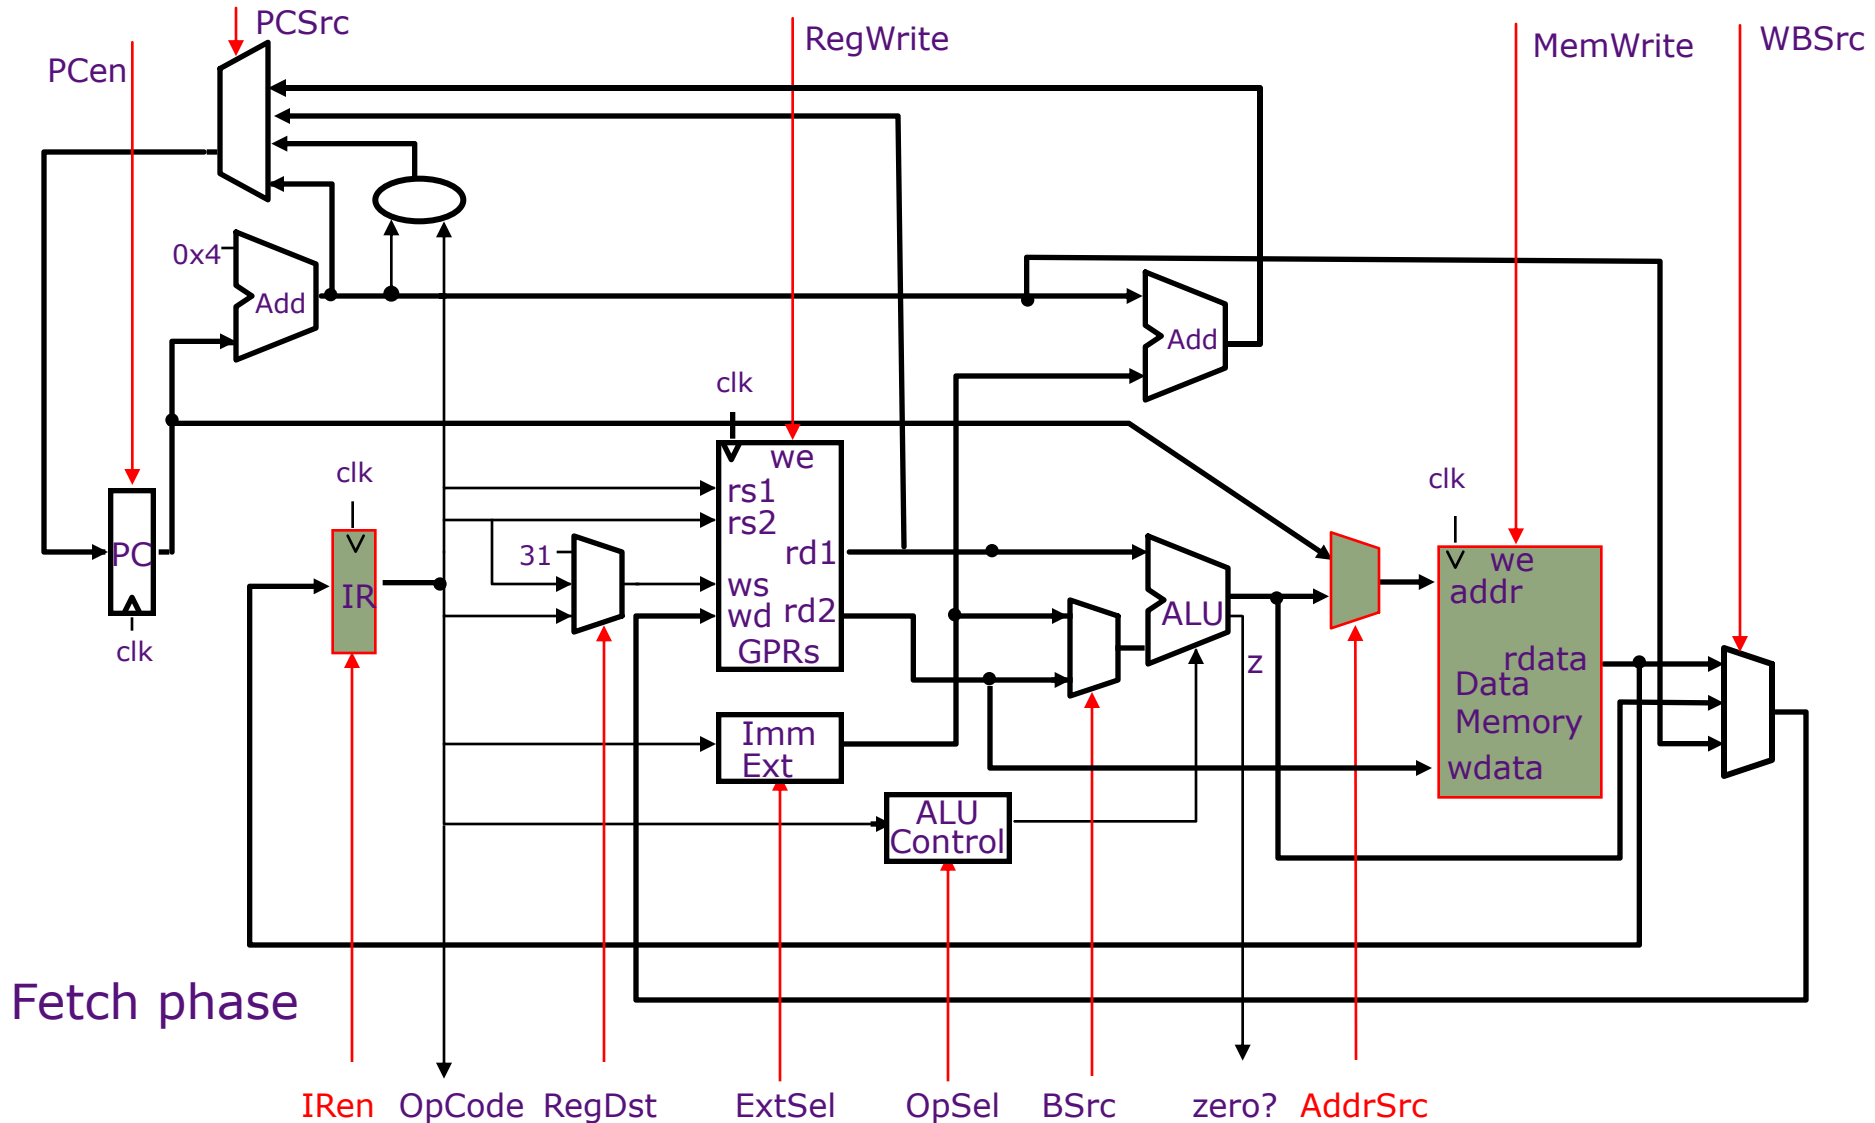 PCSrc
RegWrite
MemWrite
WBSrc
PCen
0x4
Add
Add
clk
clk
clk
we
rs1
rs2
rd1
31
ws
wd
rd2
GPRs
PC
clk
IR
ALU
z
we
addr
rdata
Data
Memory
wdata
Imm
Ext
ALU
Control
Fetch phase
IRen
OpCode
RegDst
ExtSel
OpSel
BSrc
zero?
AddrSrc